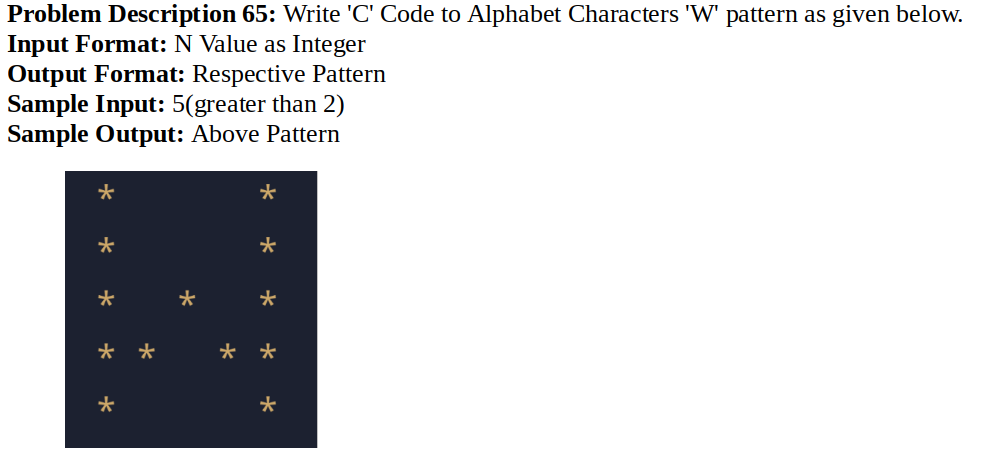 Problem Description 65: Write 'C' Code to Alphabet Characters 'W' pattern as given below.
Input Format: N Value as Integer
Output Format: Respective Pattern
Sample Input: 5(greater than 2)
Sample Output: Above Pattern
*       *
*       *
*   *   *
* *   * *
*       *